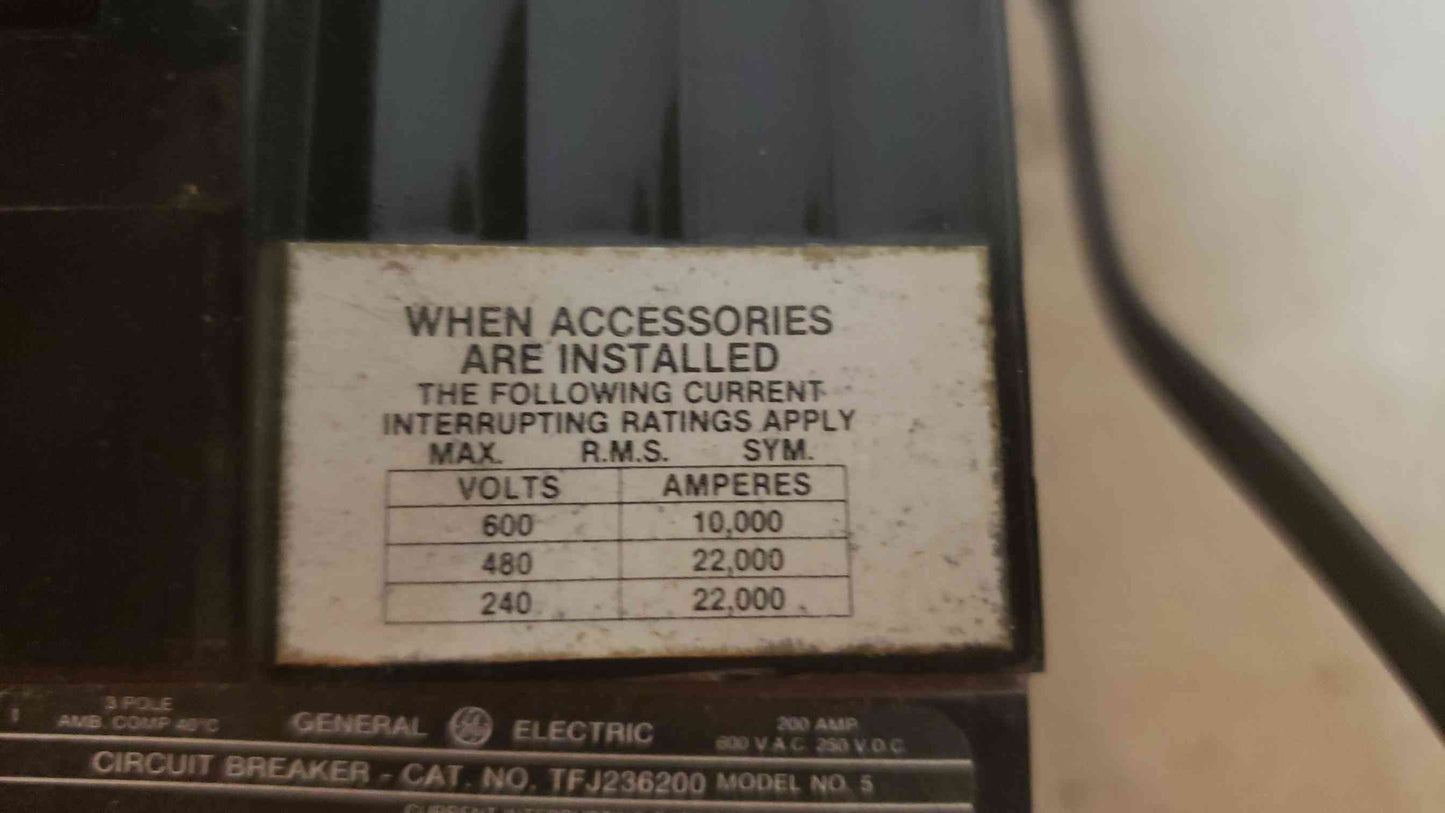 WHEN ACCESSORIES
ARE INSTALLED
THE FOLLOWING CURRENT
INTERRUPTING RATINGS APPLY
MAX. R.M.S. SYM.
VOLTS AMPERES
600 10,000
480 22,000
240 22,000
3 POLE
AMB. COMP 40°C
GENERAL GE ELECTRIC
200 AMP.
600 V.A.C. 250 V.D.C.
CIRCUIT BREAKER - CAT. NO. TFJ236200 MODEL NO. 5
CURRENT